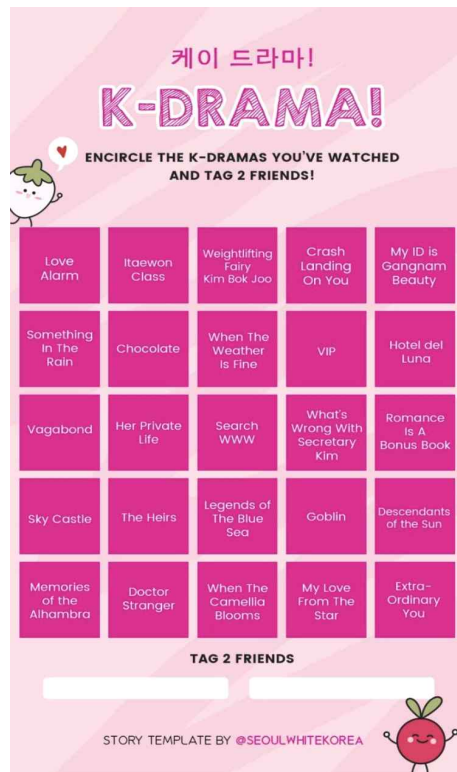 케이 드라마!
K-DRAMA!
ENCIRCLE THE K-DRAMAS YOU'VE WATCHED
AND TAG 2 FRIENDS!
Love
Alarm
Itaewon
Class
Weightlifting
Fairy
Kim Bok Joo
Crash
Landing
On You
My ID is
Gangnam
Beauty
Something
In The
Rain
Chocolate
When The
Weather
Is Fine
VIP
Hotel del
Luna
Vagabond
Her Private
Life
Search
WWW
What's
Wrong With
Secretary
Kim
Romance
Is A
Bonus Book
Sky Castle
The Heirs
Legends of
The Blue
Sea
Goblin
Descendants
of the Sun
Memories
of the
Alhambra
Doctor
Stranger
When The
Camellia
Blooms
My Love
From The
Star
Extra-
Ordinary
You
TAG 2 FRIENDS
STORY TEMPLATE BY @SEOULWHITEKOREA